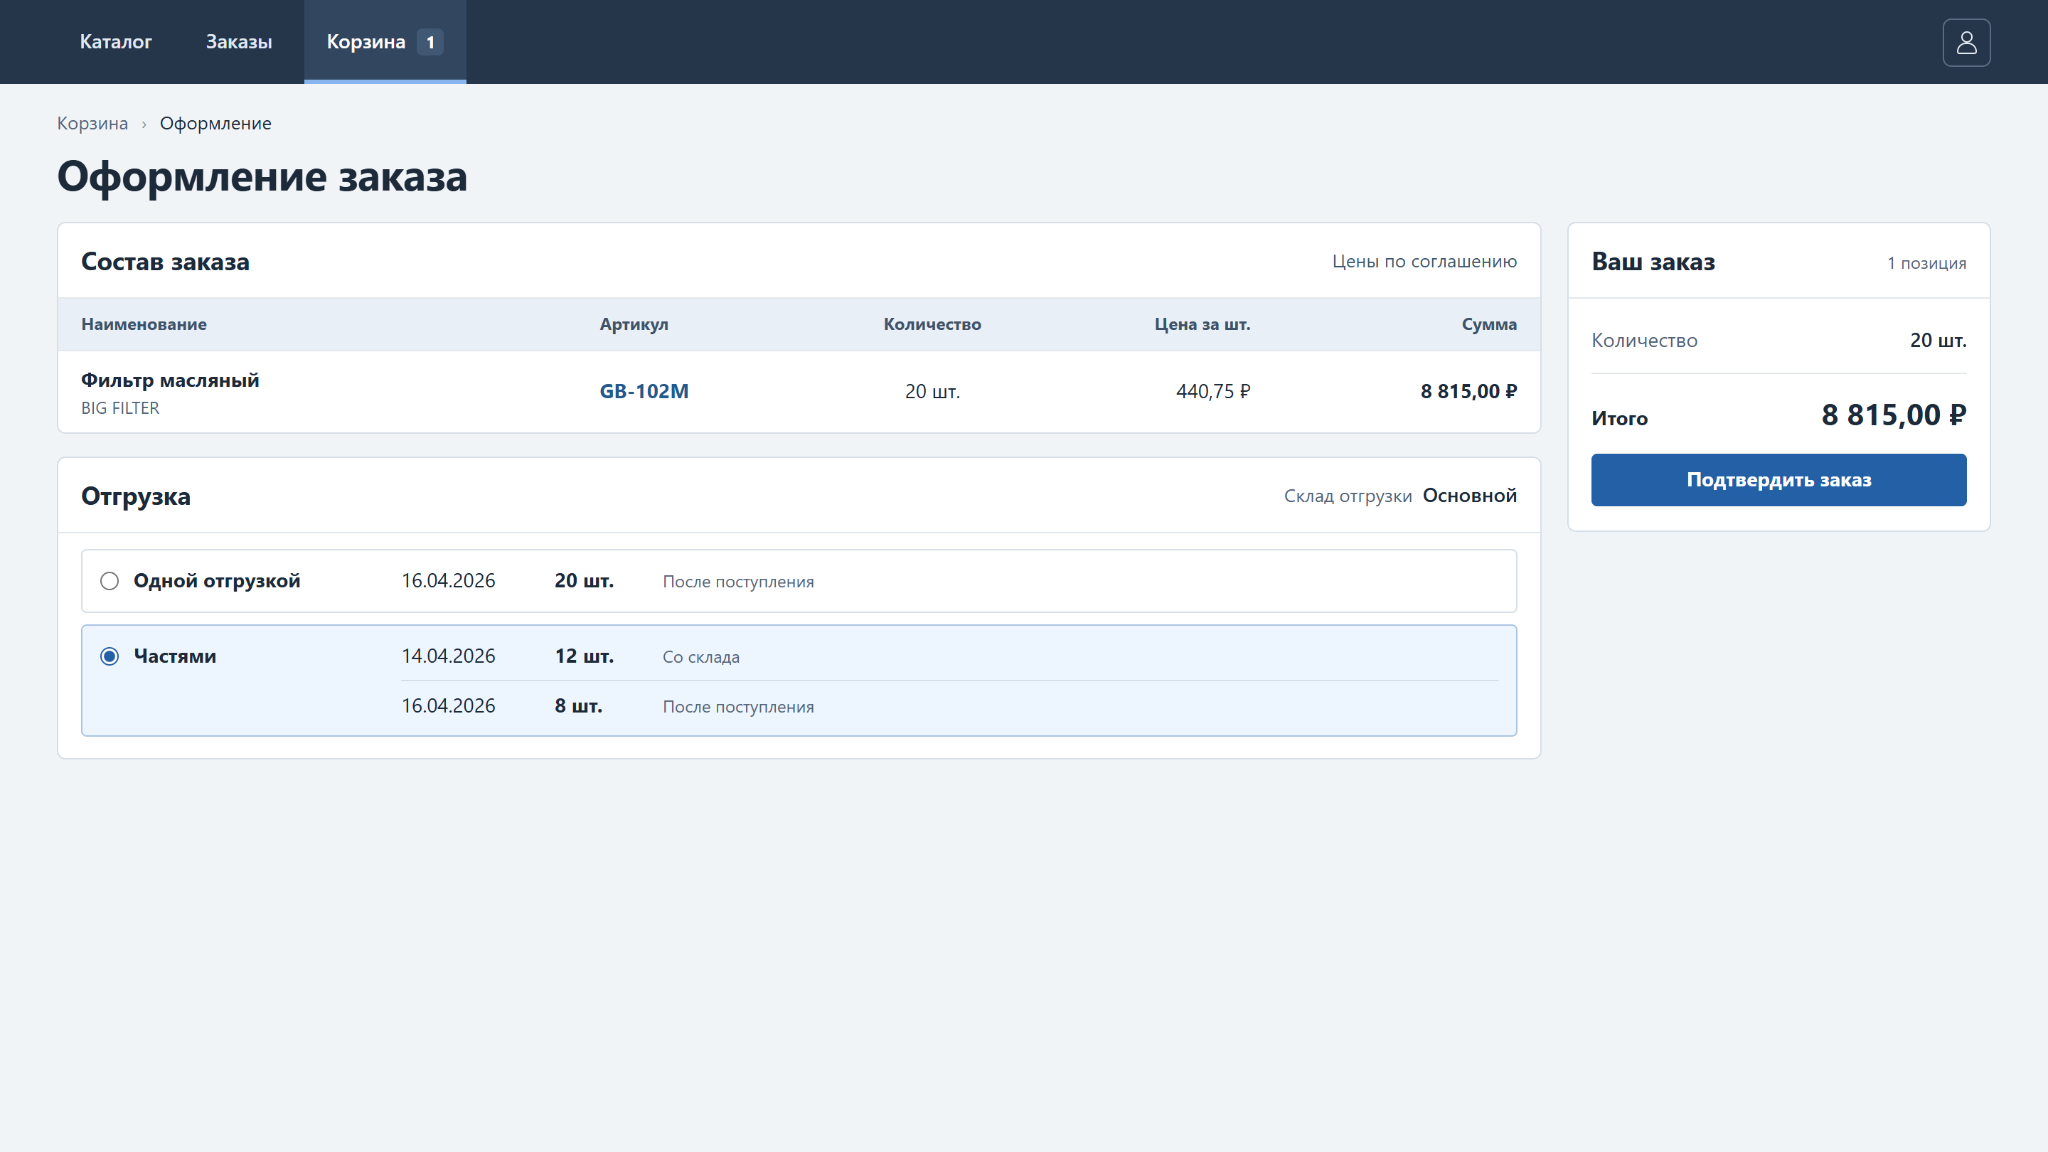 Каталог Заказы Корзина 1
Корзина › Оформление
Оформление заказа
Состав заказа Цены по соглашению
Наименование Артикул Количество Цена за шт. Сумма
Фильтр масляный GB-102M 20 шт. 440,75 ₽ 8 815,00 ₽
BIG FILTER
Отгрузка Склад отгрузки Основной
Одной отгрузкой 16.04.2026 20 шт. После поступления
Частями 14.04.2026 12 шт. Со склада
16.04.2026 8 шт. После поступления
Ваш заказ 1 позиция
Количество 20 шт.
Итого 8 815,00 ₽
Подтвердить заказ